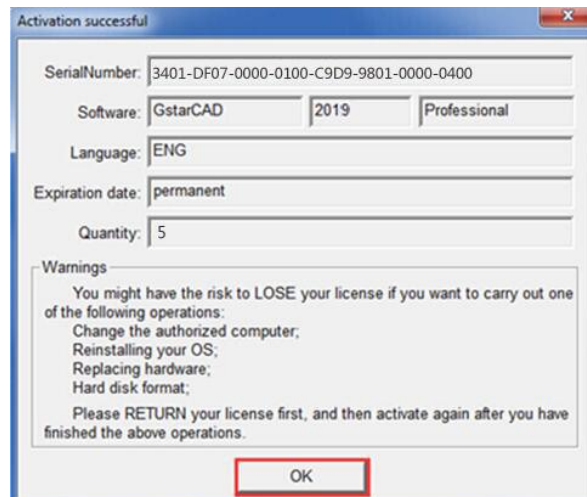 Activation successful
SerialNumber: 3401-DF07-0000-0100-C9D9-9801-0000-0400
Software: GstarCAD 2019 Professional
Language: ENG
Expiration date: permanent
Quantity: 5
Warnings
You might have the risk to LOSE your license if you want to carry out one
of the following operations:
Change the authorized computer;
Reinstalling your OS;
Replacing hardware;
Hard disk format;
Please RETURN your license first, and then activate again after you have
finished the above operations.
OK